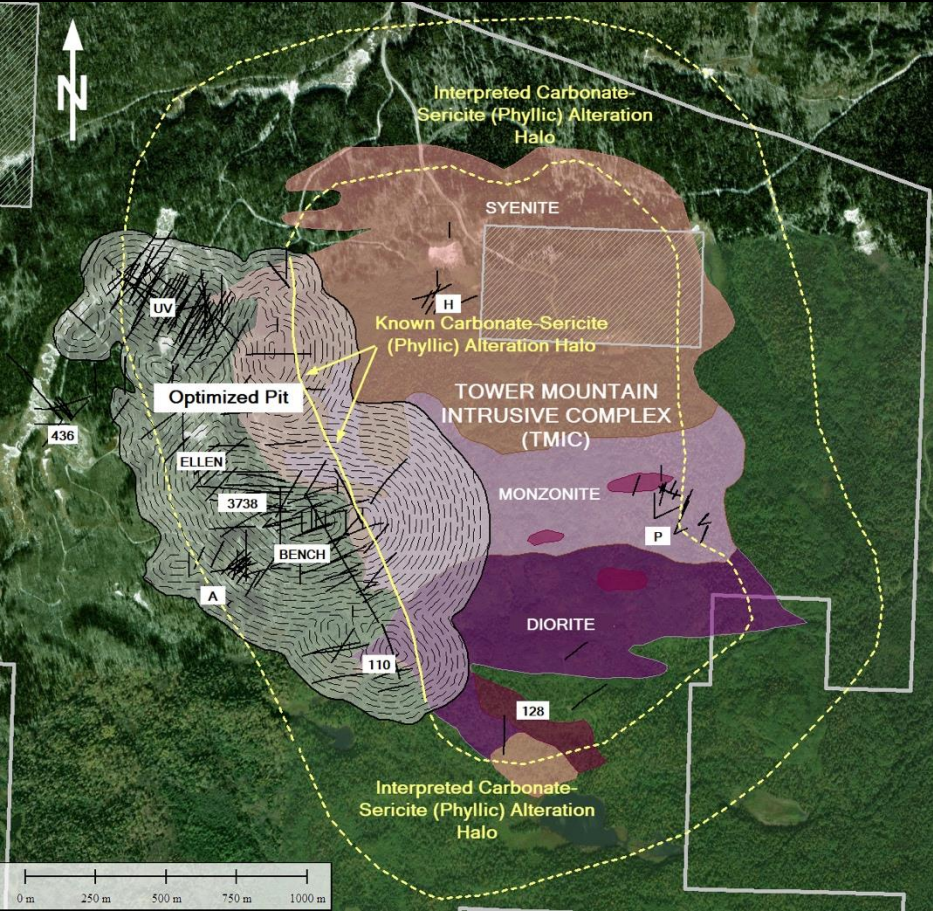 N
Interpreted Carbonate-
Sericite (Phyllic) Alteration
Halo
SYENITE
H
UV
Known Carbonate-Sericite
(Phyllic) Alteration Halo
Optimized Pit
TOWER MOUNTAIN
INTRUSIVE COMPLEX
(TMIC)
436
ELLEN
3738
MONZONITE
P
BENCH
A
DIORITE
110
128
Interpreted Carbonate-
Sericite (Phyllic) Alteration
Halo
0 m 250 m 500 m 750 m 1000 m